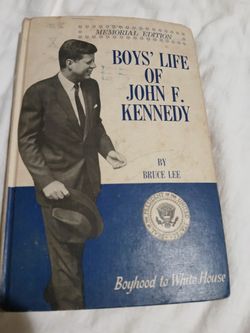 MEMORIAL EDITION
BOYS' LIFE
OF
JOHN F.
KENNEDY
BY
BRUCE LEE
Boyhood to White House